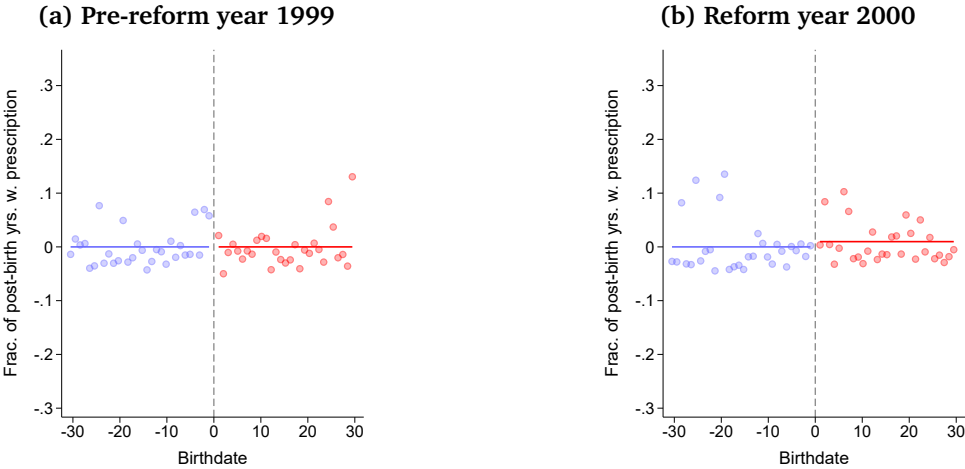 (a) Pre-reform year 1999
Frac. of post-birth yrs. w. prescription
.3
.2
.1
0
-.1
-.2
-.3
-30 -20 -10 0 10 20 30
Birthdate
(b) Reform year 2000
Frac. of post-birth yrs. w. prescription
.3
.2
.1
0
-.1
-.2
-.3
-30 -20 -10 0 10 20 30
Birthdate